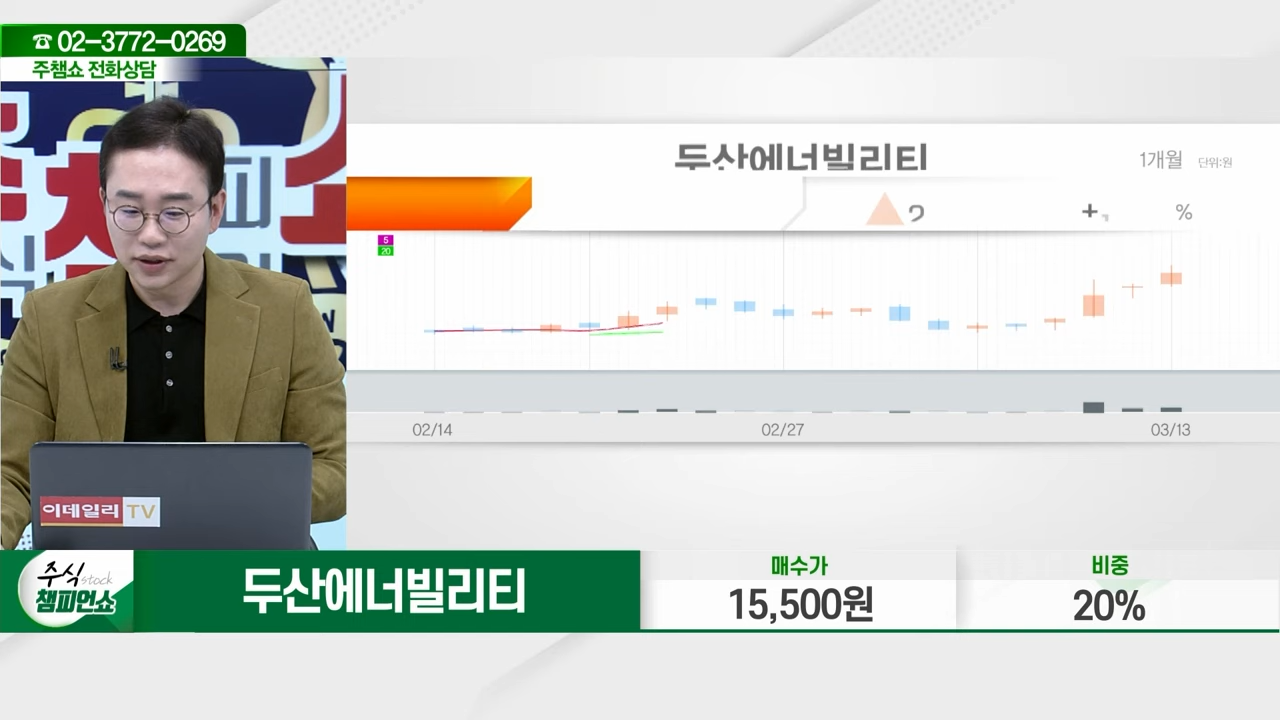 ☎ 02-3772-0269
주챔쇼 전화상담
피
두산에너빌리티
1개월 단위:원
+ %
5
20
02/14 02/27 03/13
이데일리 TV
주식 stock
챔피언쇼
두산에너빌리티
매수가
15,500원
비중
20%